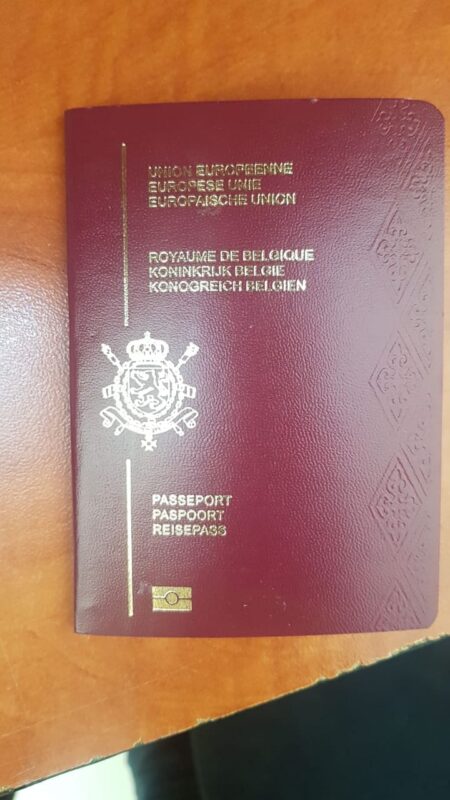 UNION EUROPEENNE
EUROPESE UNIE
EUROPAISCHE UNION
ROYAUME DE BELGIQUE
KONINKRIJK BELGIE
KONOGREICH BELGIEN
PASSEPORT
PASPOORT
REISEPASS